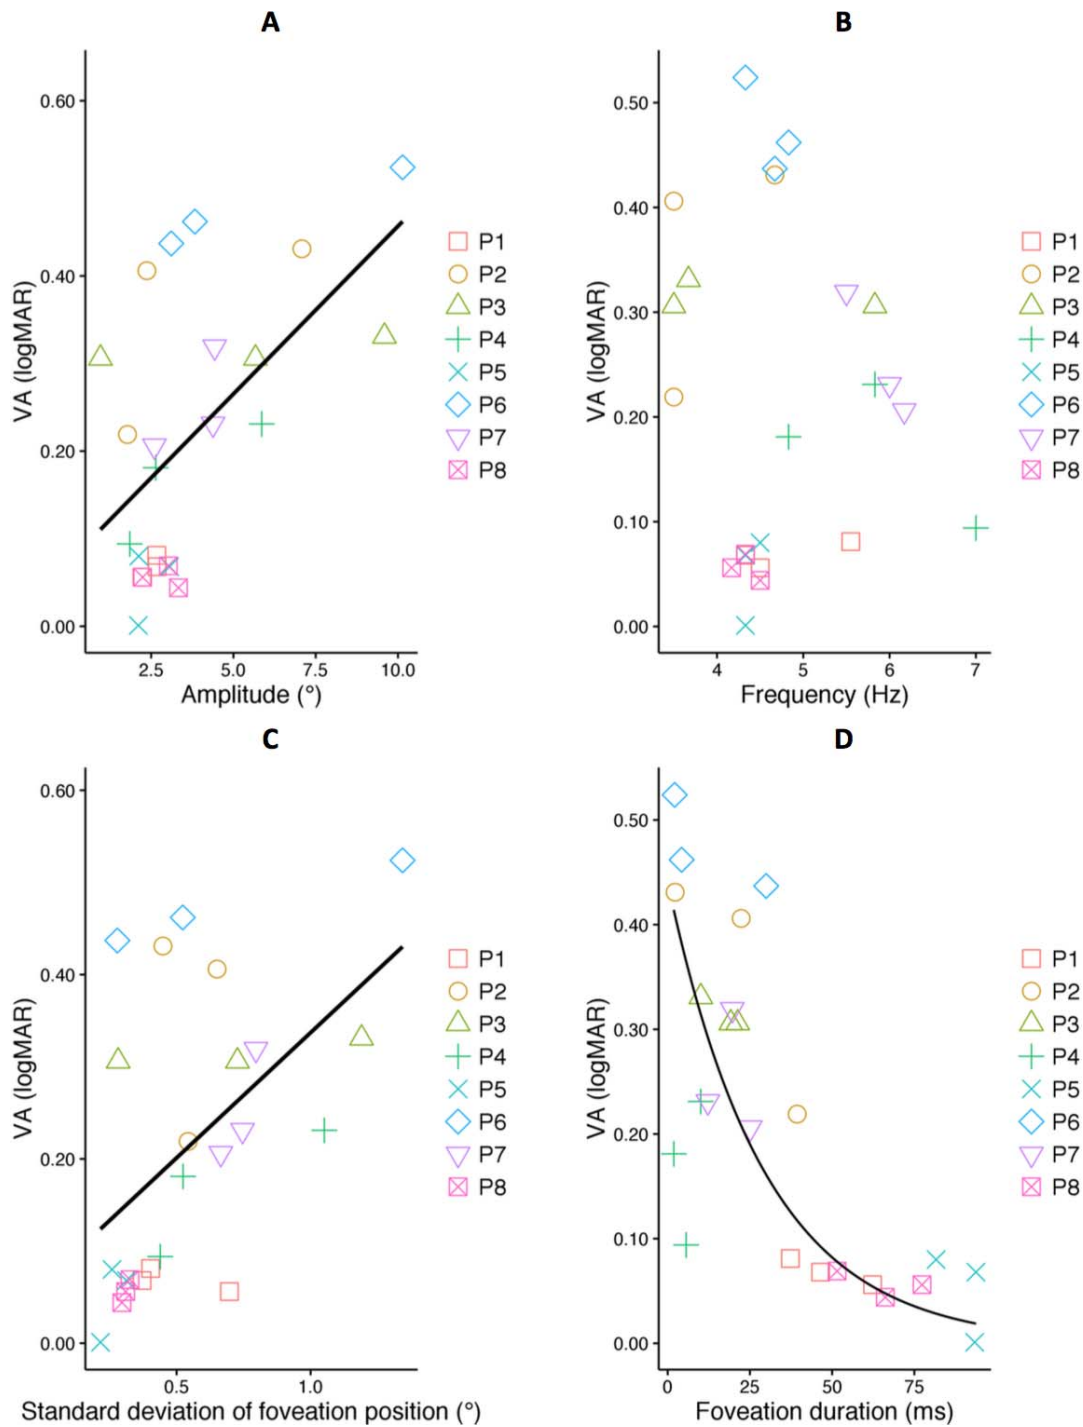 A
VA (logMAR)
0.60
0.40
0.20
0.00
2.5 5.0 7.5 10.0
Amplitude (°)
P1
P2
P3
P4
P5
P6
P7
P8
B
VA (logMAR)
0.50
0.40
0.30
0.20
0.10
0.00
4 5 6 7
Frequency (Hz)
P1
P2
P3
P4
P5
P6
P7
P8
C
VA (logMAR)
0.60
0.40
0.20
0.00
0.5 1.0
Standard deviation of foveation position (°)
P1
P2
P3
P4
P5
P6
P7
P8
D
VA (logMAR)
0.50
0.40
0.30
0.20
0.10
0.00
0 25 50 75
Foveation duration (ms)
P1
P2
P3
P4
P5
P6
P7
P8